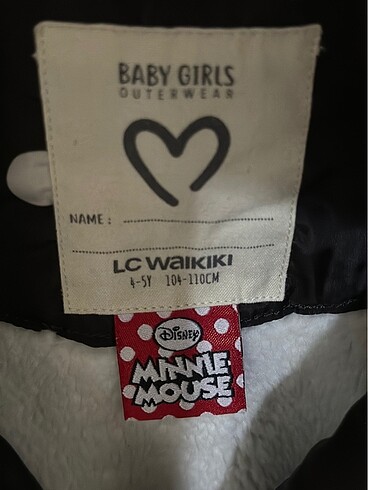 BABY GIRLS
OUTERWEAR
NAME :
LC WAIKIKI
4-5Y 104-110CM
Disney
MINNIE
MOUSE